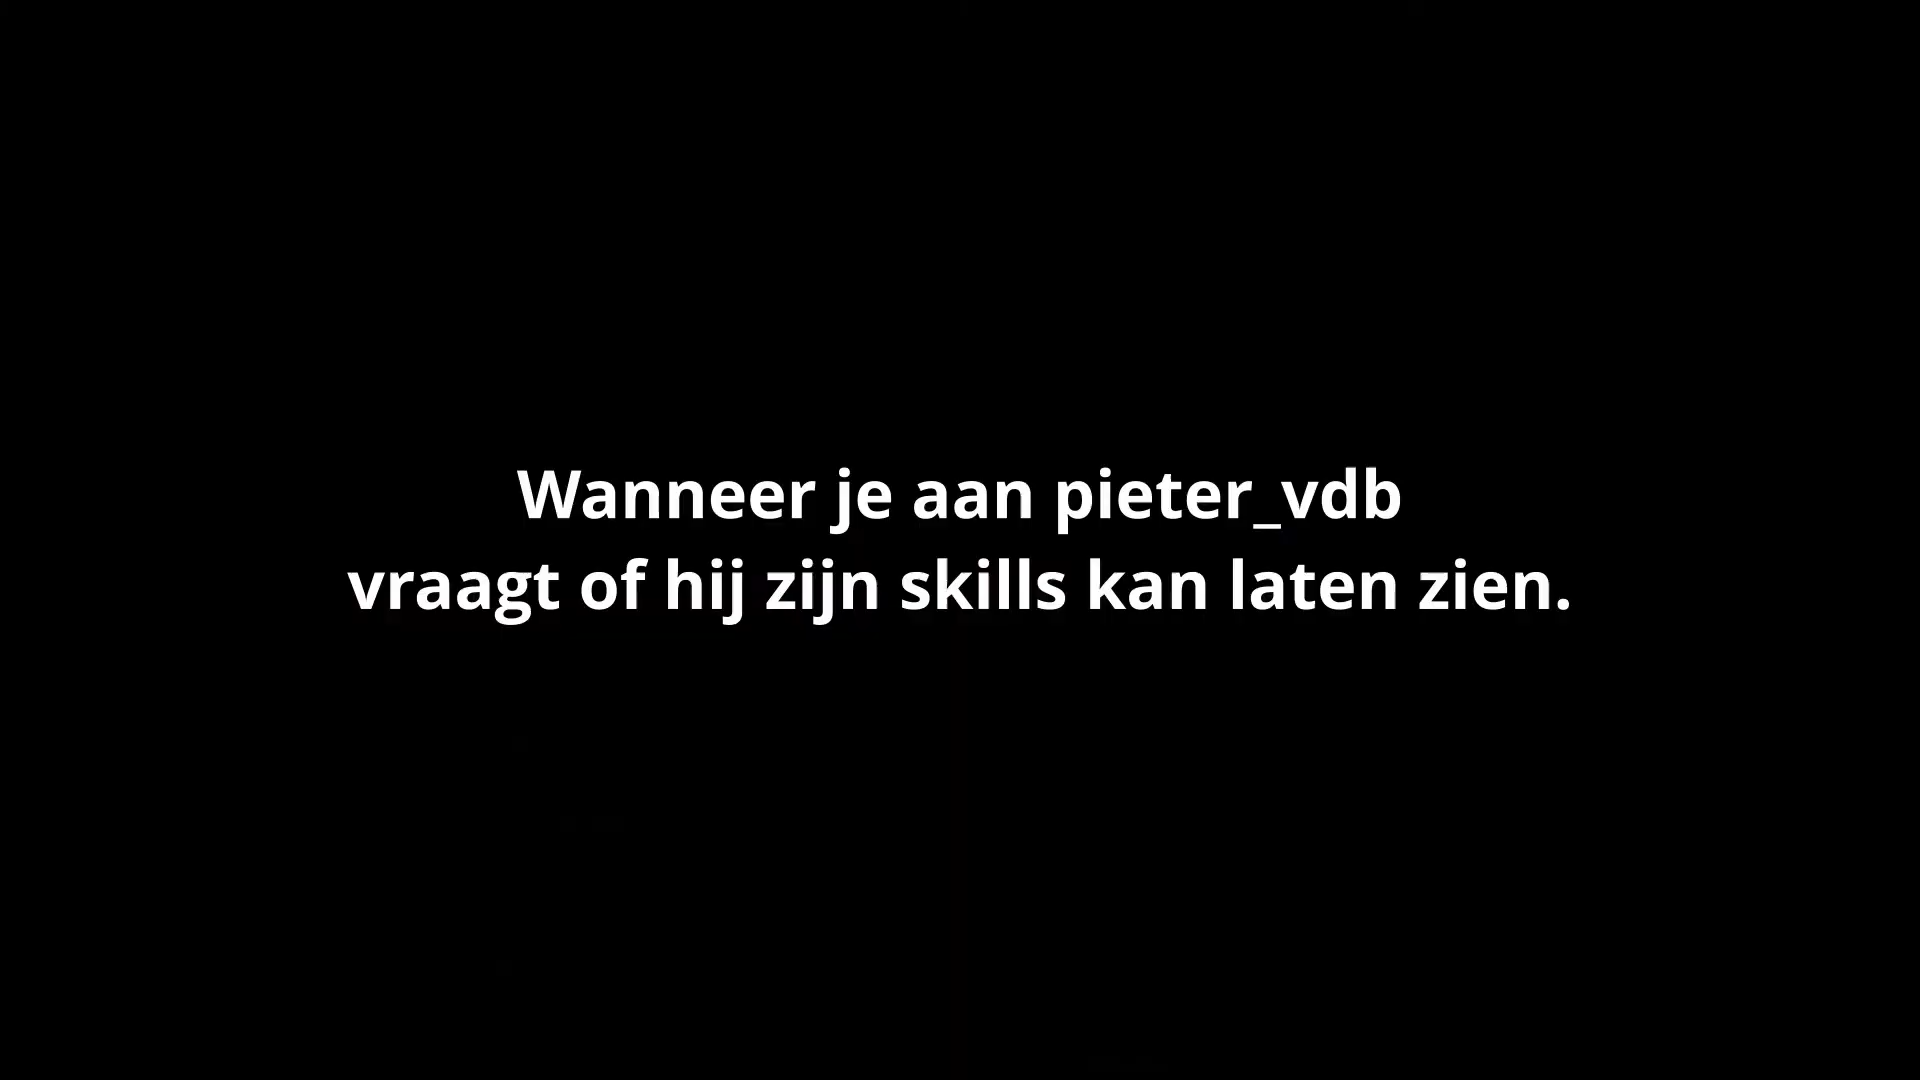 Wanneer je aan pieter_vdb
vraagt of hij zijn skills kan laten zien.